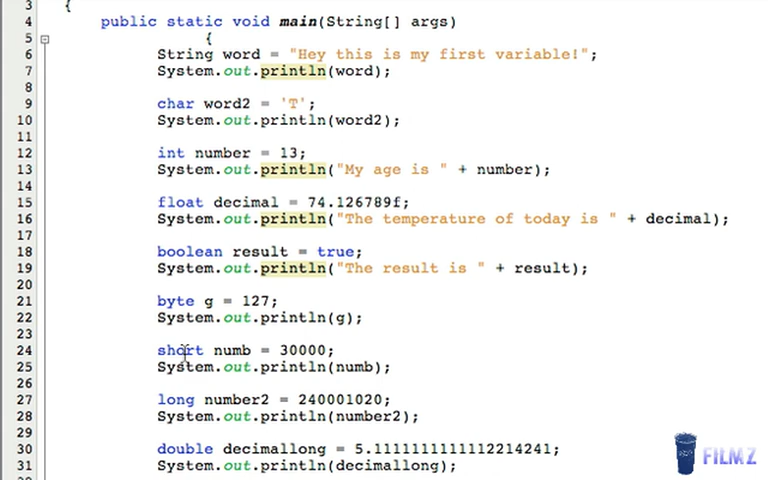 3 {
4 public static void main(String[] args)
5 {
6 String word = "Hey this is my first variable!";
7 System.out.println(word);
8
9 char word2 = 'T';
10 System.out.println(word2);
11
12 int number = 13;
13 System.out.println("My age is " + number);
14
15 float decimal = 74.126789f;
16 System.out.println("The temperature of today is " + decimal);
17
18 boolean result = true;
19 System.out.println("The result is " + result);
20
21 byte g = 127;
22 System.out.println(g);
23
24 short numb = 30000;
25 System.out.println(numb);
26
27 long number2 = 240001020;
28 System.out.println(number2);
29
30 double decimallong = 5.1111111111112214241;
31 System.out.println(decimallong);
FILMZ